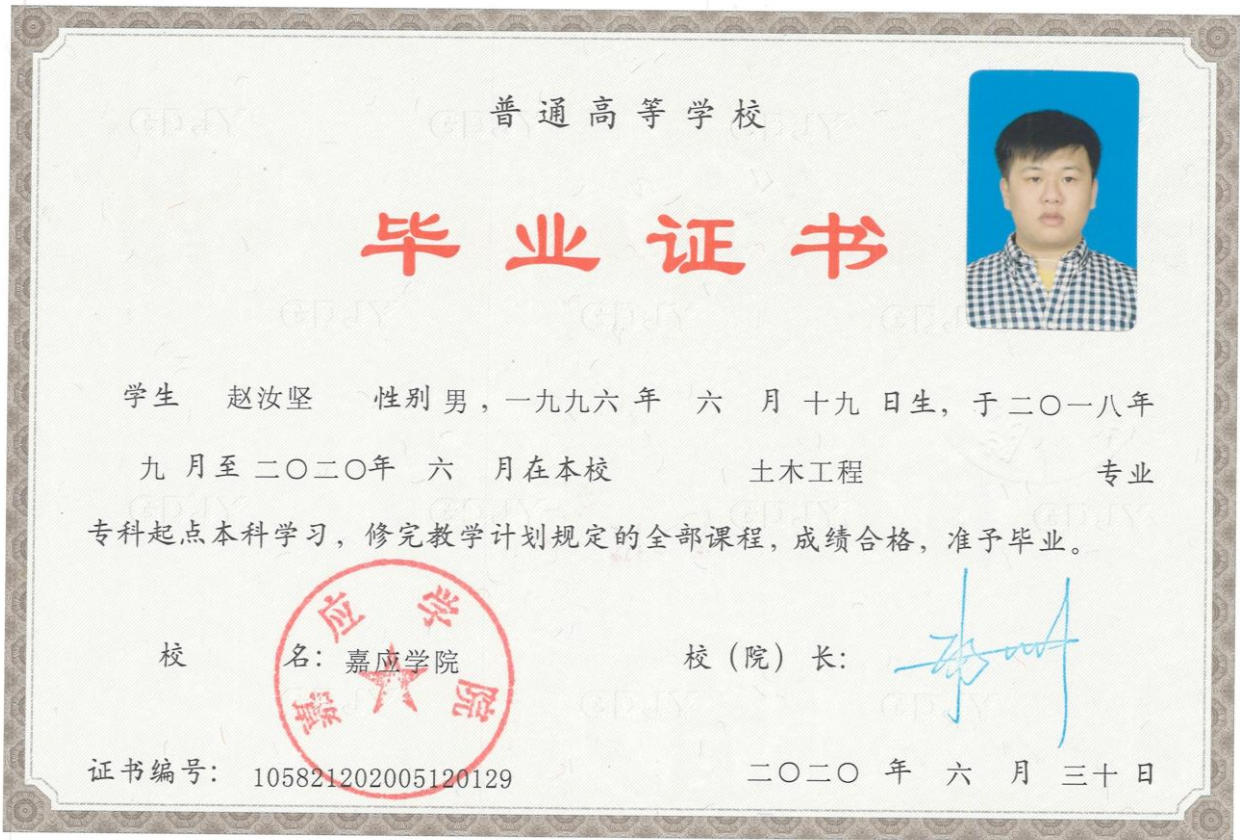 普通高等学校
毕业证书
学生 赵汝坚 性别 男，一九九六 年 六 月 十九 日生，于 二〇一八年
九 月至 二〇二〇年 六 月在本校 土木工程 专业
专科起点本科学习，修完教学计划规定的全部课程，成绩合格，准予毕业。
嘉应学院
校 名：嘉应学院 校（院）长：
证书编号：105821202005120129 二〇二〇 年 六 月 三十 日